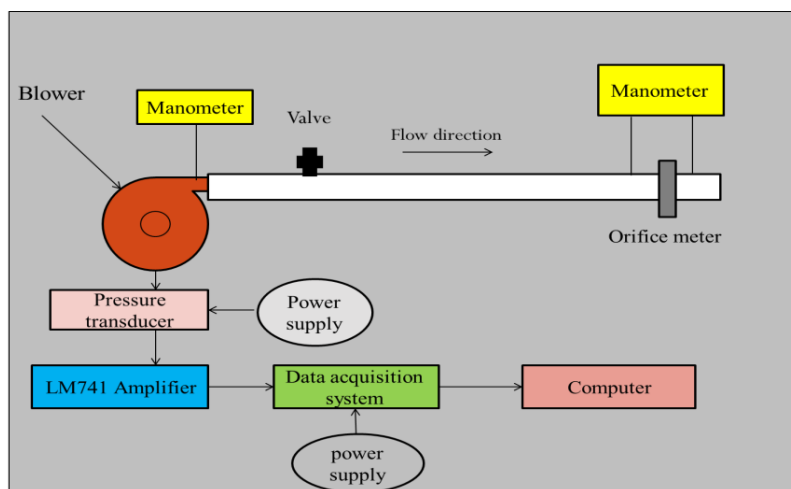 Blower
Manometer
Valve
Flow direction
Manometer
Orifice meter
Pressure
transducer
Power
supply
LM741 Amplifier
Data acquisition
system
Computer
power
supply